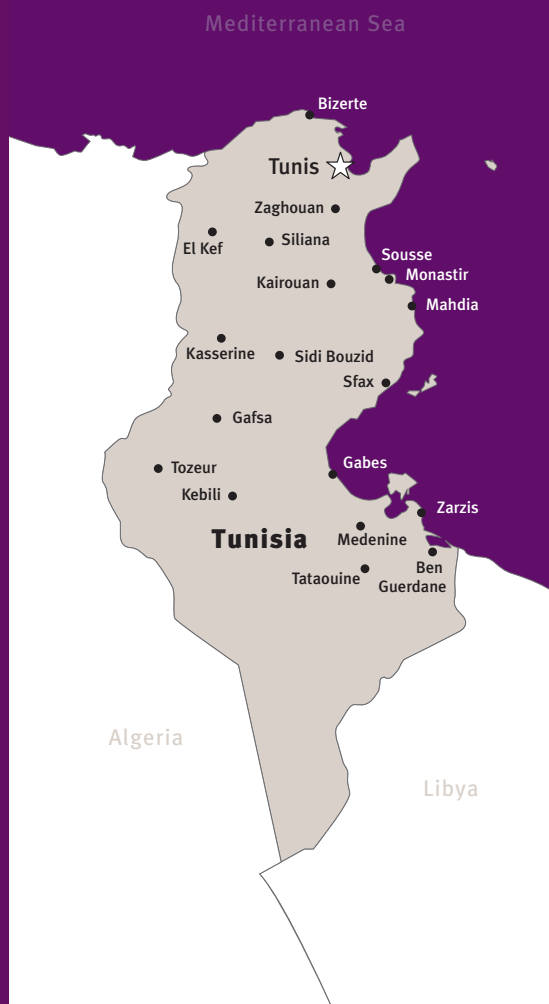 Mediterranean Sea
Bizerte
Tunis
Zaghouan
Siliana
El Kef
Sousse
Monastir
Kairouan
Mahdia
Kasserine
Sidi Bouzid
Sfax
Gafsa
Gabes
Tozeur
Kebili
Zarzis
Tunisia
Medenine
Ben
Guerdane
Tataouine
Algeria
Libya